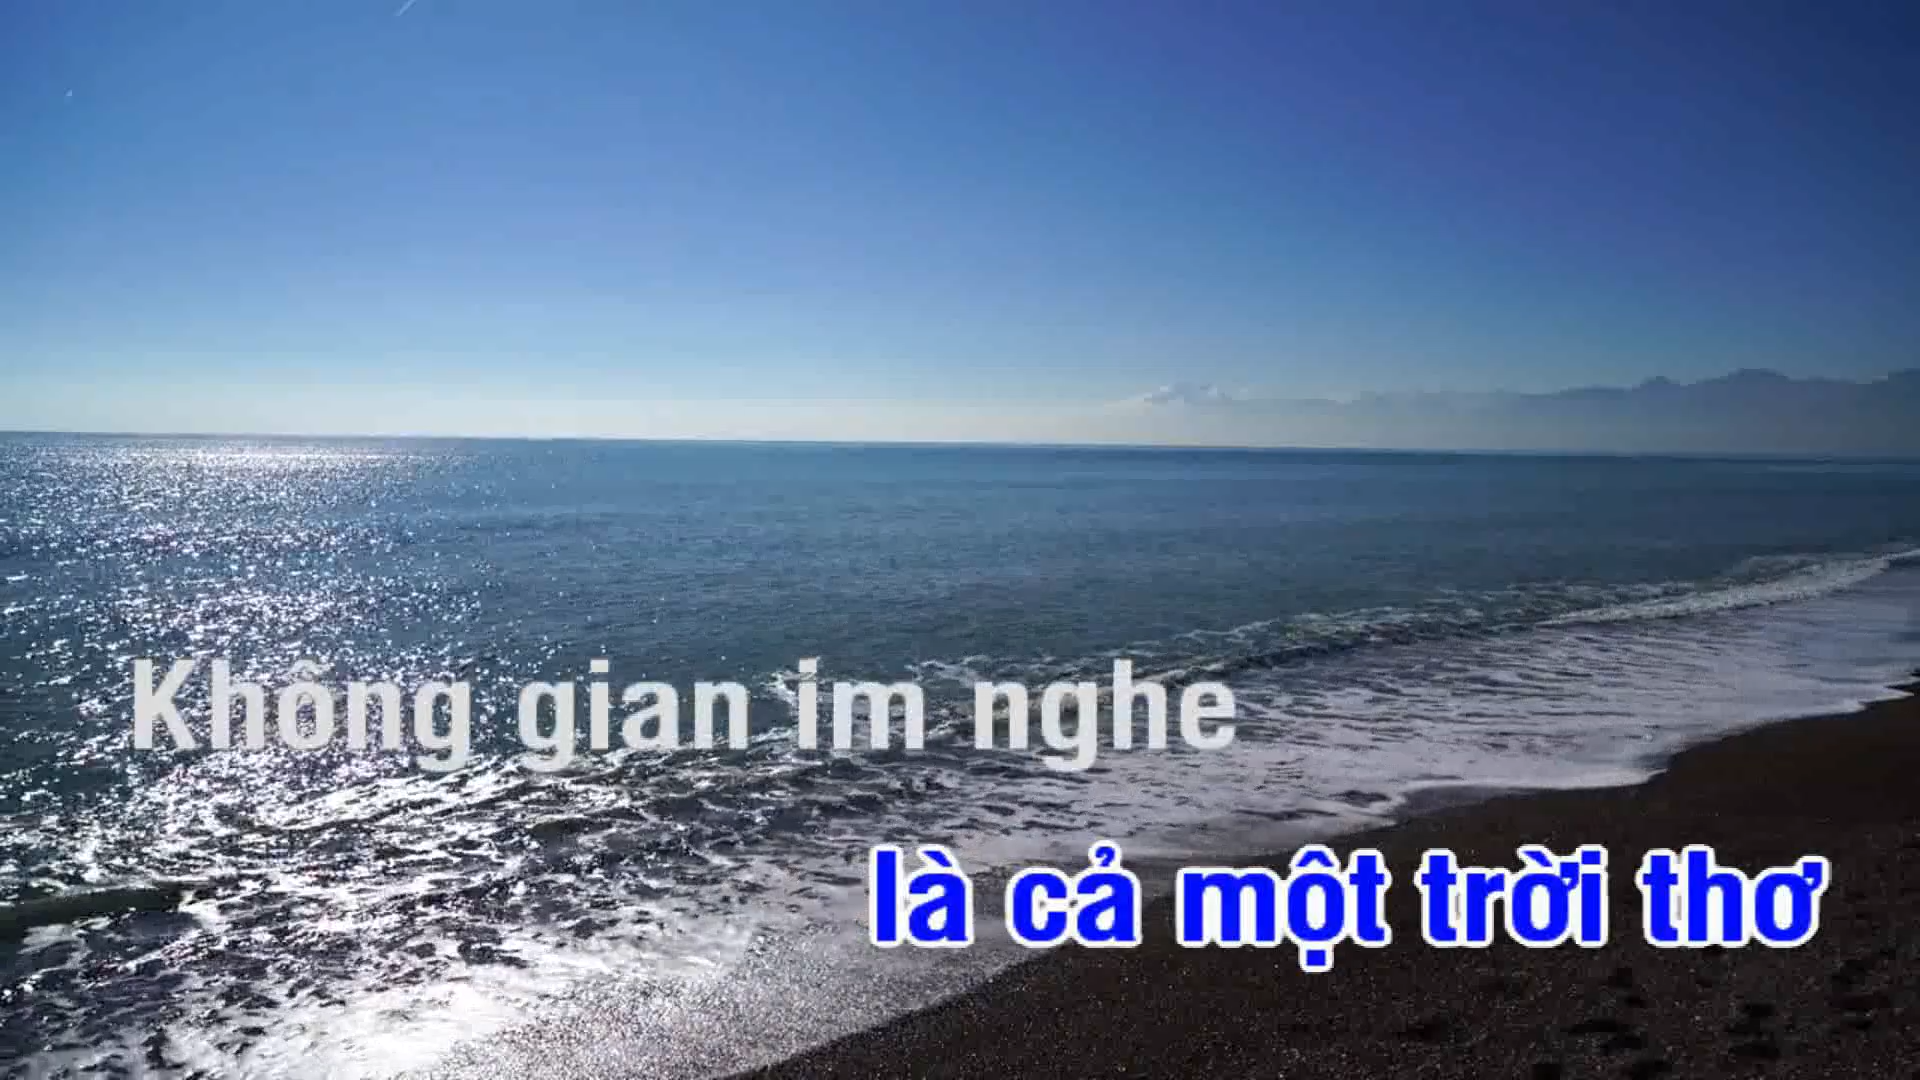 Không gian im nghe
là cả một trời thơ